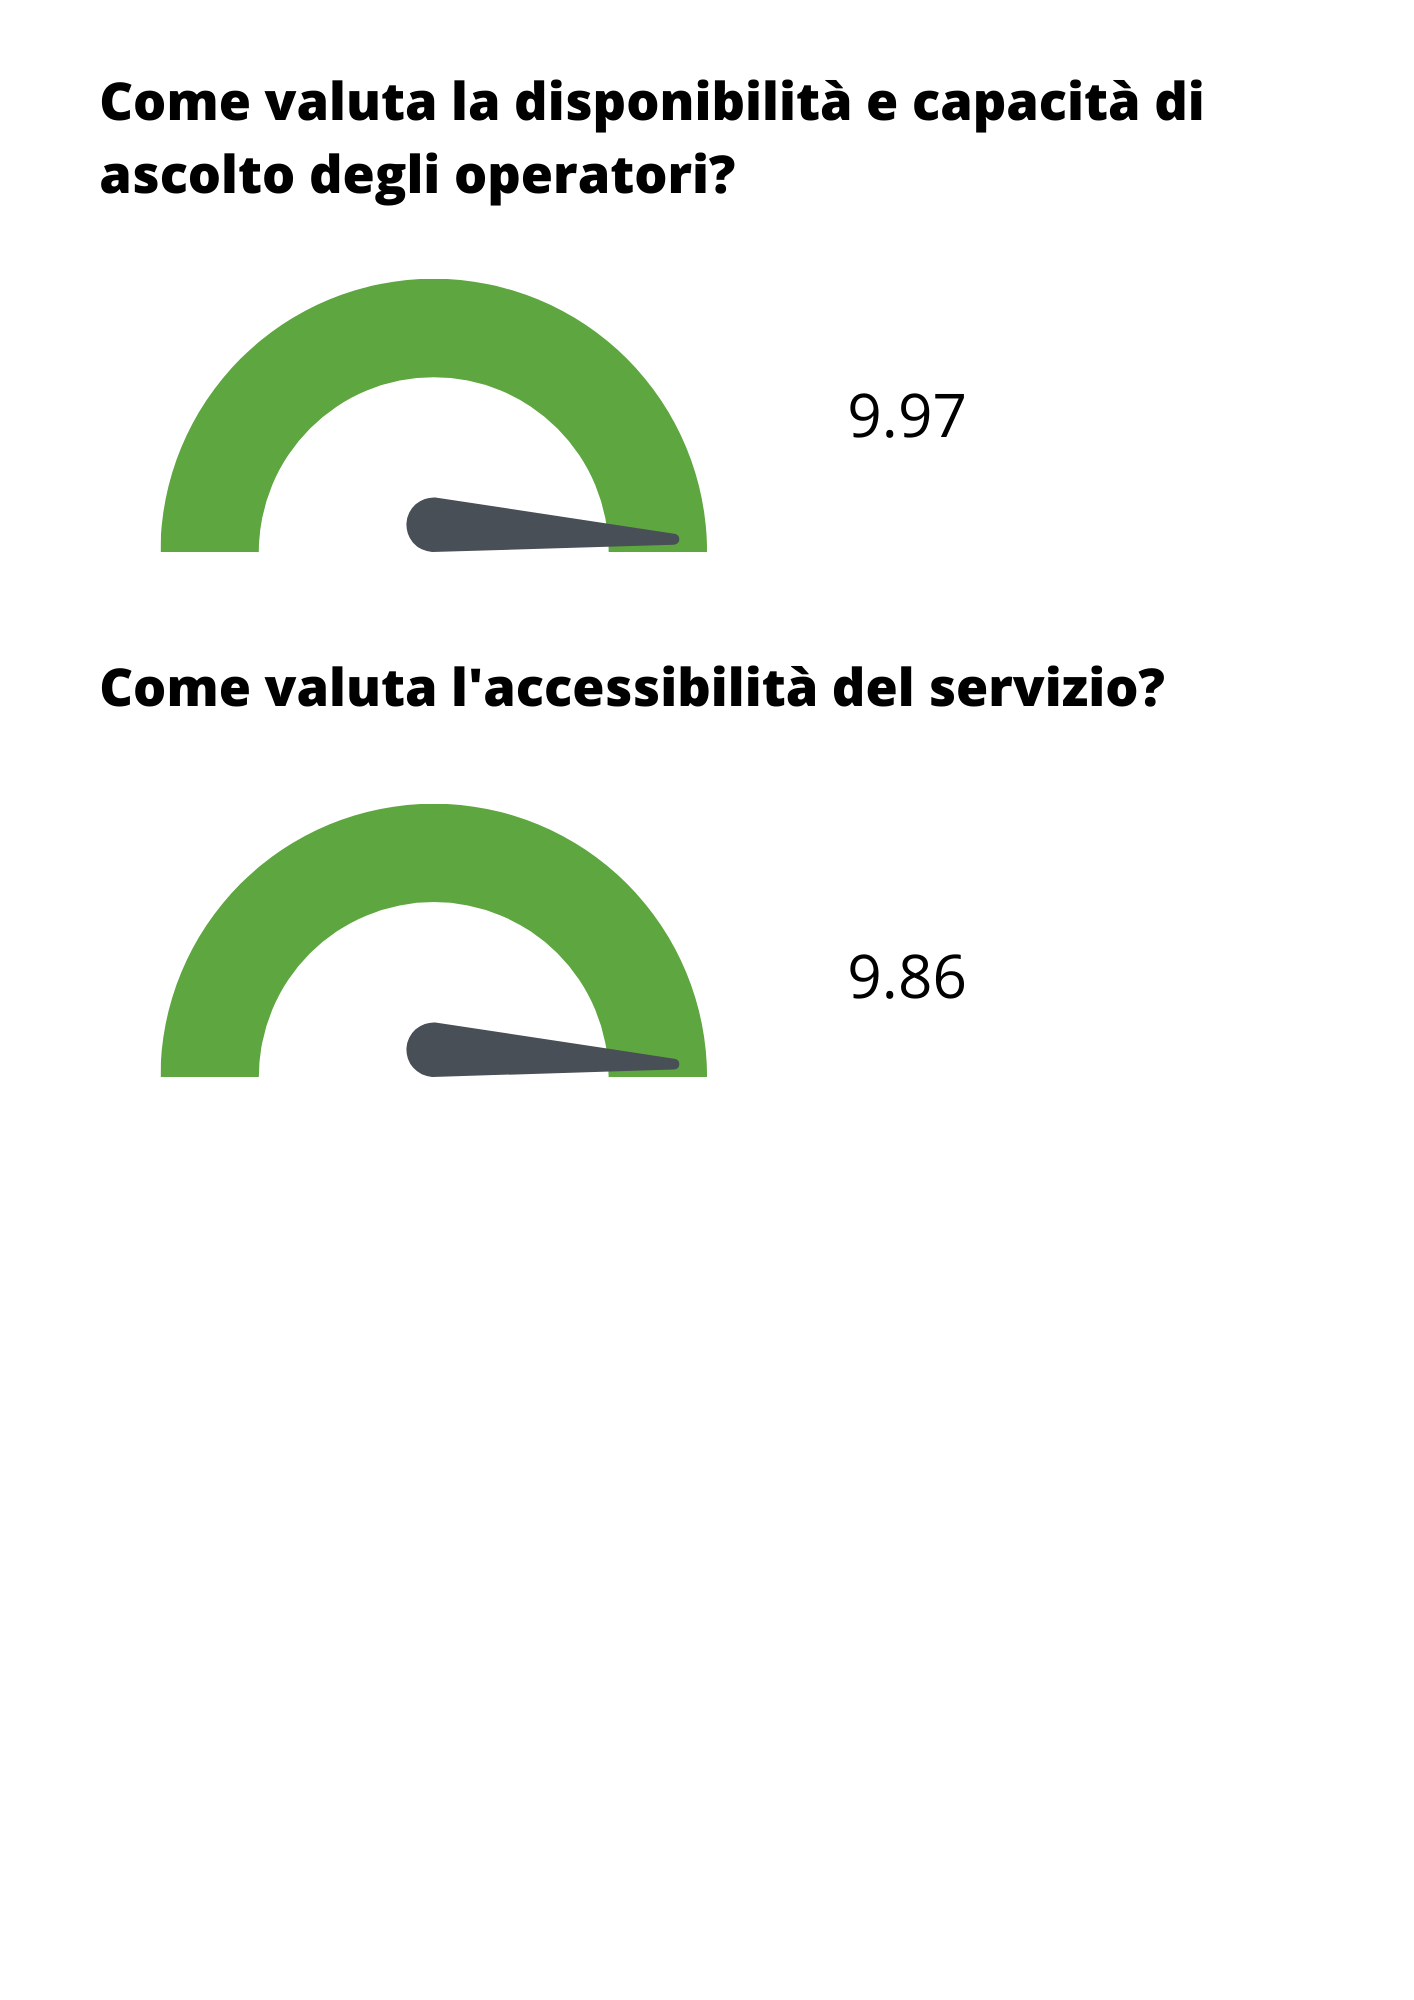 Come valuta la disponibilità e capacità di
ascolto degli operatori?
9.97
Come valuta l'accessibilità del servizio?
9.86